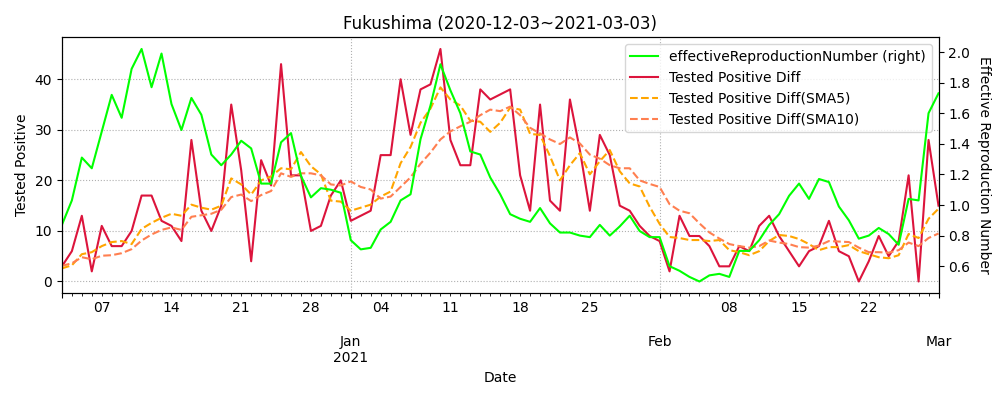 Fukushima (2020-12-03~2021-03-03)
effectiveReproductionNumber (right)
Tested Positive Diff
Tested Positive Diff(SMA5)
Tested Positive Diff(SMA10)
Tested Positive
40
30
20
10
0
2.0
1.8
1.6
1.4
1.2
1.0
0.8
0.6
Effective Reproduction Number
07 14 21 28 04 11 18 25 08 15 22
Jan Feb Mar
2021
Date